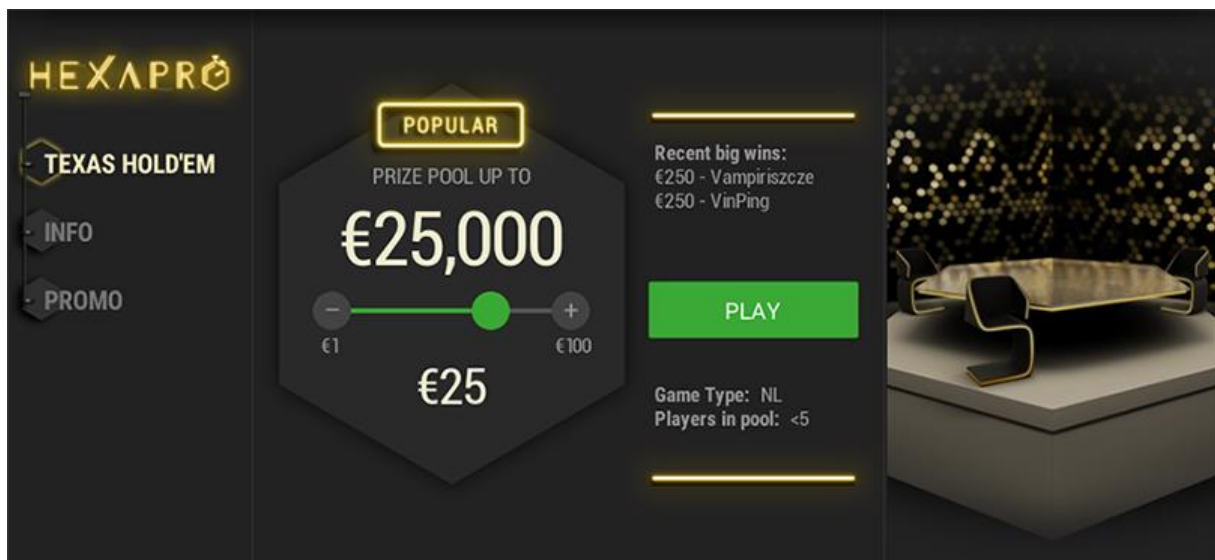 HEXAPRO
TEXAS HOLD'EM
INFO
PROMO
POPULAR
PRIZE POOL UP TO
€25,000
− +
€1 €100
€25
Recent big wins:
€250 - Vampiriszcze
€250 - VinPing
PLAY
Game Type: NL
Players in pool: <5